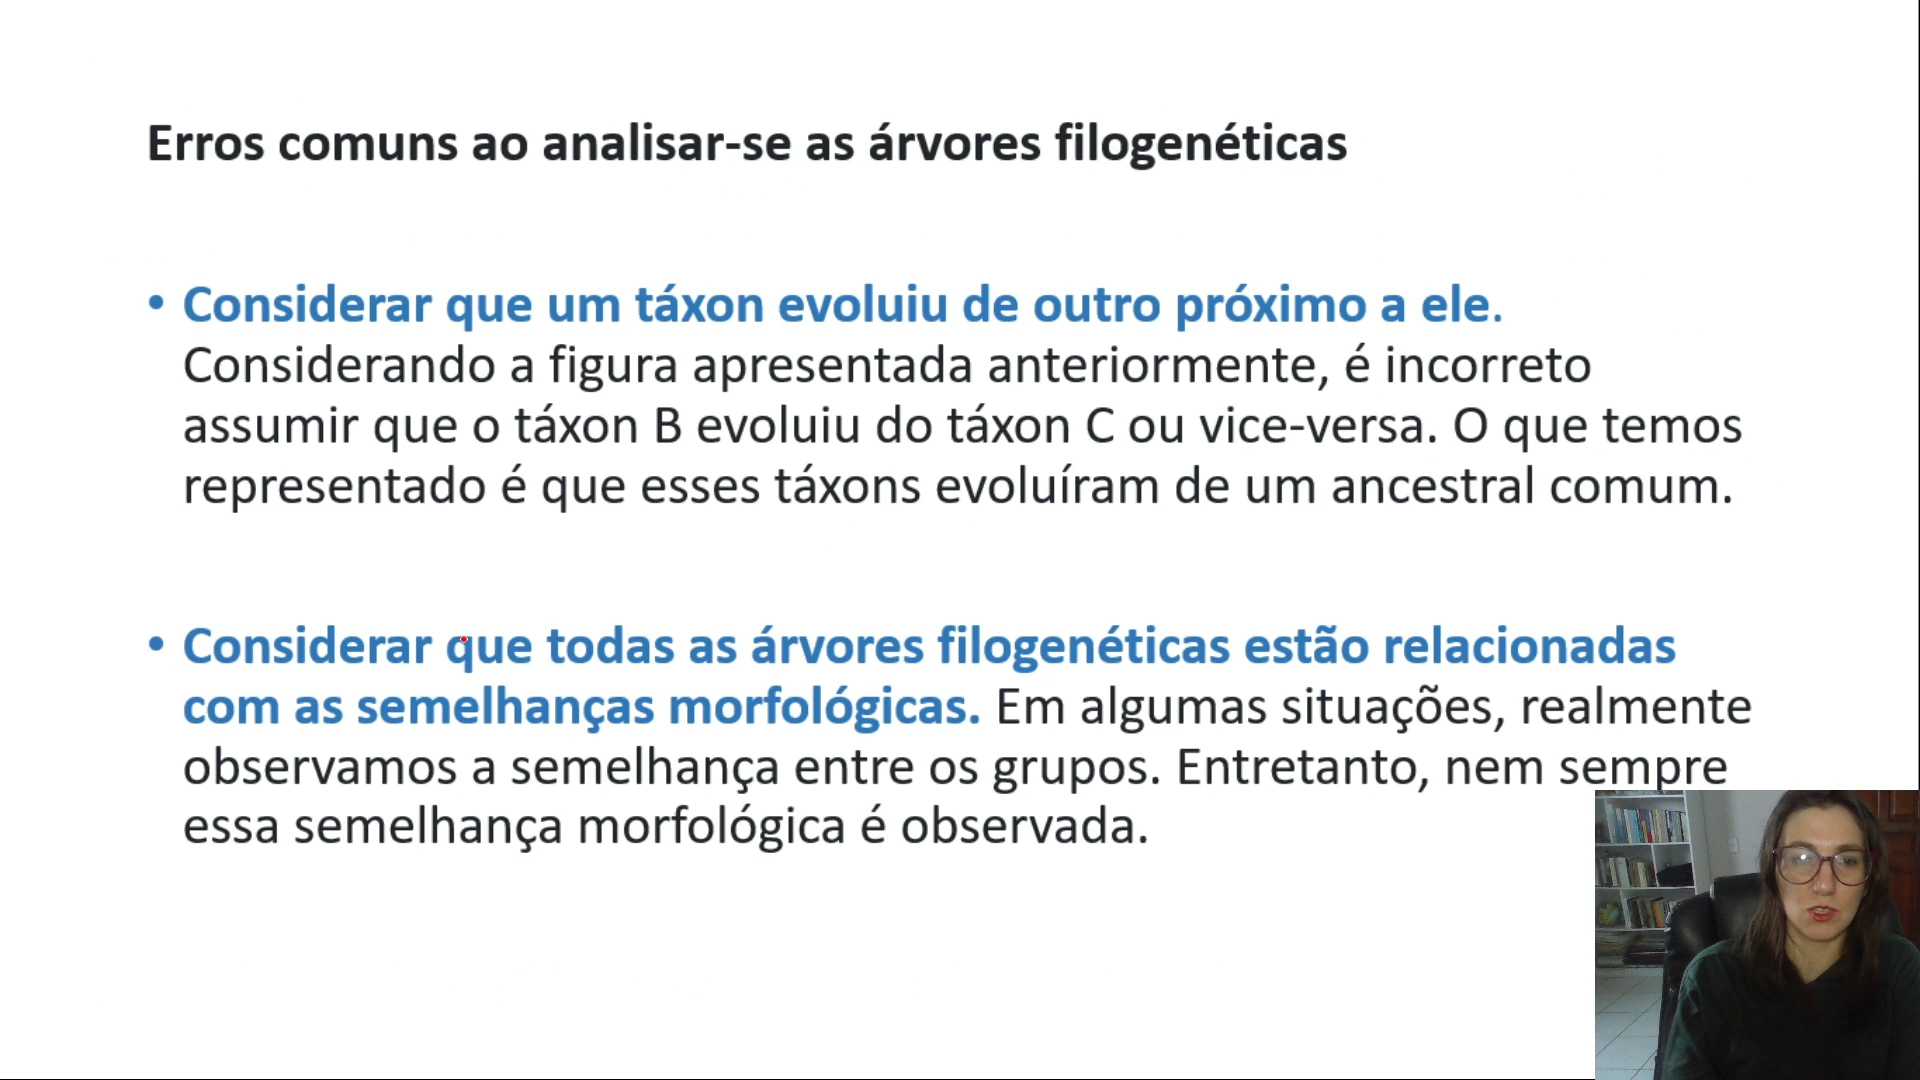 Erros comuns ao analisar-se as árvores filogenéticas
• Considerar que um táxon evoluiu de outro próximo a ele.
Considerando a figura apresentada anteriormente, é incorreto
assumir que o táxon B evoluiu do táxon C ou vice-versa. O que temos
representado é que esses táxons evoluíram de um ancestral comum.
• Considerar que todas as árvores filogenéticas estão relacionadas
com as semelhanças morfológicas. Em algumas situações, realmente
observamos a semelhança entre os grupos. Entretanto, nem sempre
essa semelhança morfológica é observada.